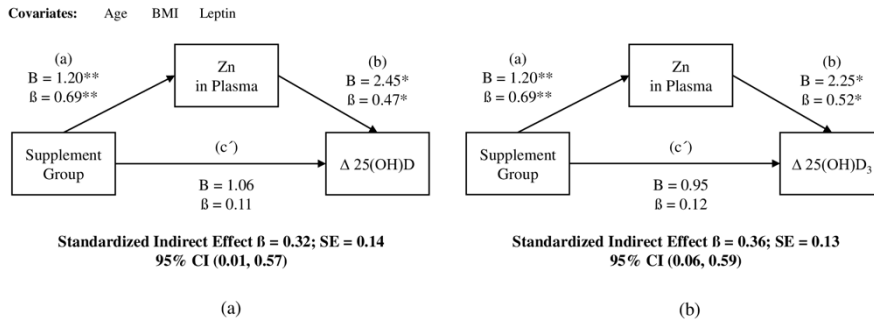 Covariates: Age BMI Leptin
(a)
B = 1.20**
ß = 0.69**
Zn
in Plasma
(b)
B = 2.45*
ß = 0.47*
Supplement
Group
(c´)
B = 1.06
ß = 0.11
Δ 25(OH)D
Standardized Indirect Effect ß = 0.32; SE = 0.14
95% CI (0.01, 0.57)
(a)
(a)
B = 1.20**
ß = 0.69**
Zn
in Plasma
(b)
B = 2.25*
ß = 0.52*
Supplement
Group
(c´)
B = 0.95
ß = 0.12
Δ 25(OH)D₃
Standardized Indirect Effect ß = 0.36; SE = 0.13
95% CI (0.06, 0.59)
(b)